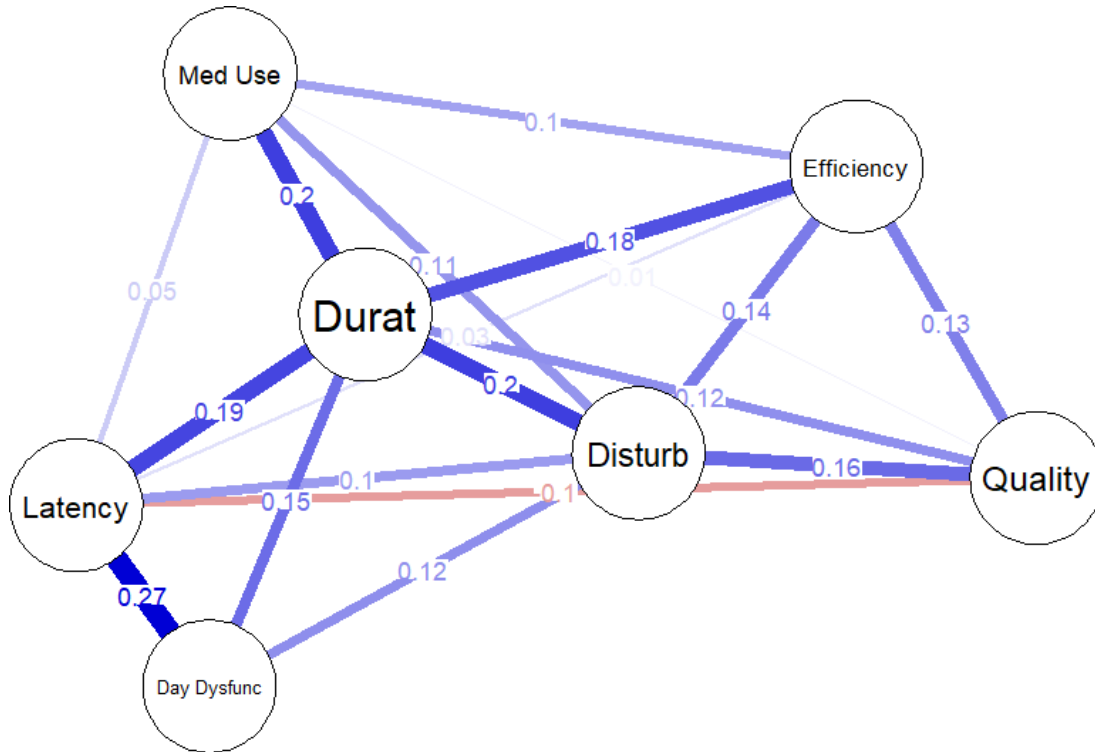 Med Use
0.1
Efficiency
0.2
0.18
0.11
0.01
0.05
Durat
0.14
0.13
0.03
0.2
0.12
0.19
Disturb
0.16
Quality
0.1
0.1
Latency
0.15
0.12
0.27
Day Dysfunc